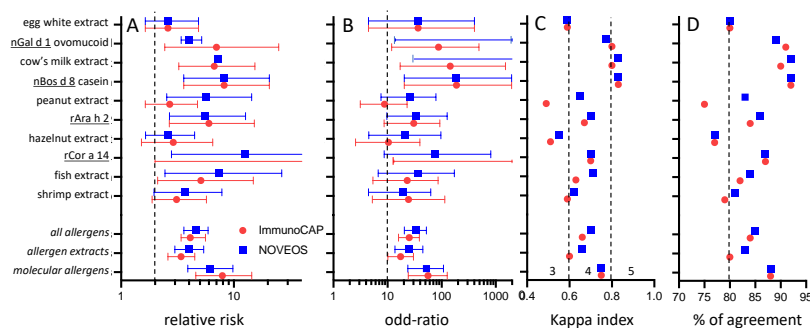 A B C D
egg white extract
nGal d 1 ovomucoid
cow's milk extract
nBos d 8 casein
peanut extract
rAra h 2
hazelnut extract
rCor a 14
fish extract
shrimp extract
all allergens
allergen extracts
molecular allergens
ImmunoCAP
NOVEOS
3 4 5
1 10
1 10 100 1000
0.4 0.6 0.8 1.0
70 75 80 85 90 95
relative risk
odd-ratio
Kappa index
% of agreement